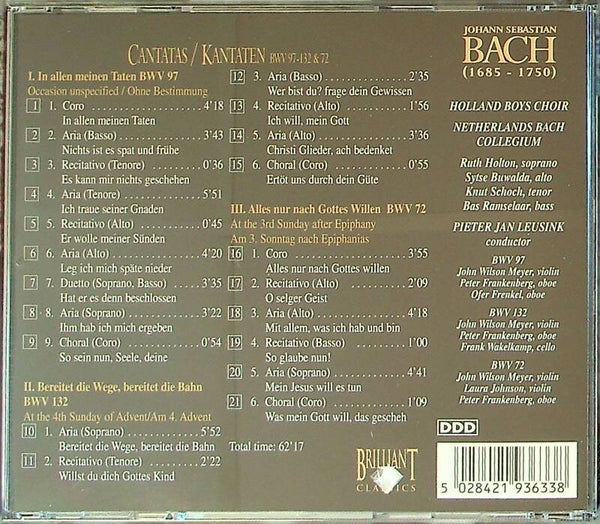 CANTATAS / KANTATEN BWV 97-132 & 72
I. In allen meinen Taten BWV 97
Occasion unspecified / Ohne Bestimmung
1 1. Coro 4'18
In allen meinen Taten
2 2. Aria (Basso) 3'43
Nichts ist es spat und frühe
3 3. Recitativo (Tenore) 0'36
Es kann mir nichts geschehen
4 4. Aria (Tenore) 5'51
Ich traue seiner Gnaden
5 5. Recitativo (Alto) 0'45
Er wolle meiner Sünden
6 6. Aria (Alto) 4'20
Leg ich mich späte nieder
7 7. Duetto (Soprano, Basso) 3'35
Hat er es denn beschlossen
8 8. Aria (Soprano) 3'22
Ihm hab ich mich ergeben
9 9. Choral (Coro) 0'54
So sein nun, Seele, deine
II. Bereitet die Wege, bereitet die Bahn
BWV 132
At the 4th Sunday of Advent/Am 4. Advent
10 1. Aria (Soprano) 5'52
Bereitet die Wege, bereitet die Bahn
11 2. Recitativo (Tenore) 2'22
Willst du dich Gottes Kind
12 3. Aria (Basso) 2'35
Wer bist du? frage dein Gewissen
13 4. Recitativo (Alto) 1'56
Ich will, mein Gott
14 5. Aria (Alto) 3'36
Christi Glieder, ach bedenket
15 6. Choral (Coro) 0'55
Ertöt uns durch dein Güte
III. Alles nur nach Gottes Willen BWV 72
At the 3rd Sunday after Epiphany
Am 3. Sonntag nach Epiphanias
16 1. Coro 3'55
Alles nur nach Gottes willen
17 2. Recitativo (Alto) 2'09
O selger Geist
18 3. Aria (Alto) 4'18
Mit allem, was ich hab und bin
19 4. Recitativo (Basso) 1'00
So glaube nun!
20 5. Aria (Soprano) 4'41
Mein Jesus will es tun
21 6. Choral (Coro) 1'09
Was mein Gott will, das gescheh
Total time: 62'17
BRILLIANT
CLASSICS
JOHANN SEBASTIAN
BACH
(1685 - 1750)
HOLLAND BOYS CHOIR
NETHERLANDS BACH
COLLEGIUM
Ruth Holton, soprano
Sytse Buwalda, alto
Knut Schoch, tenor
Bas Ramselaar, bass
PIETER JAN LEUSINK
conductor
BWV 97
John Wilson Meyer, violin
Peter Frankenberg, oboe
Ofer Frenkel, oboe
BWV 132
John Wilson Meyer, violin
Peter Frankenberg, oboe
Frank Wakelkamp, cello
BWV 72
John Wilson Meyer, violin
Laura Johnson, violin
Peter Frankenberg, oboe
DDD
5 028421 936338